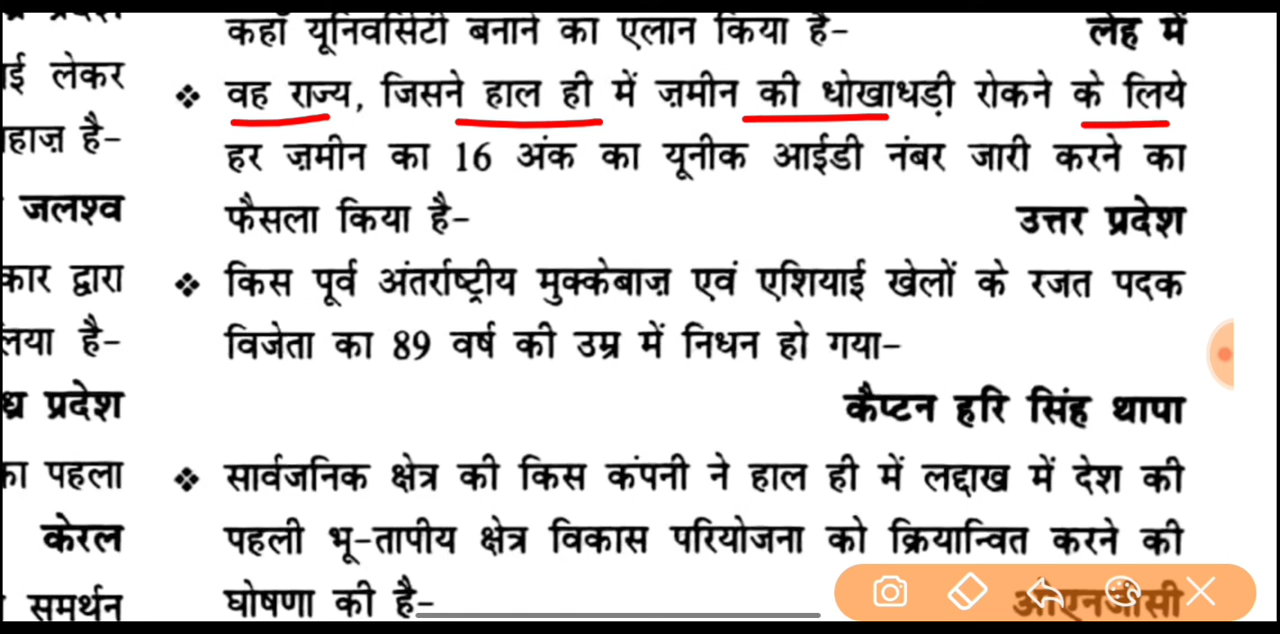 प्रदेश
कहाँ यूनिवर्सिटी बनाने का एलान किया है- लेह में
ई लेकर
❖ वह राज्य, जिसने हाल ही में ज़मीन की धोखाधड़ी रोकने के लिये
हाज़ है-
हर ज़मीन का 16 अंक का यूनीक आईडी नंबर जारी करने का
जलश्व
फैसला किया है- उत्तर प्रदेश
कार द्वारा
❖ किस पूर्व अंतर्राष्ट्रीय मुक्केबाज़ एवं एशियाई खेलों के रजत पदक
लया है-
विजेता का 89 वर्ष की उम्र में निधन हो गया-
ध्र प्रदेश
कैप्टन हरि सिंह थापा
का पहला
❖ सार्वजनिक क्षेत्र की किस कंपनी ने हाल ही में लद्दाख में देश की
केरल
पहली भू-तापीय क्षेत्र विकास परियोजना को क्रियान्वित करने की
समर्थन
घोषणा की है- ओएनजीसी